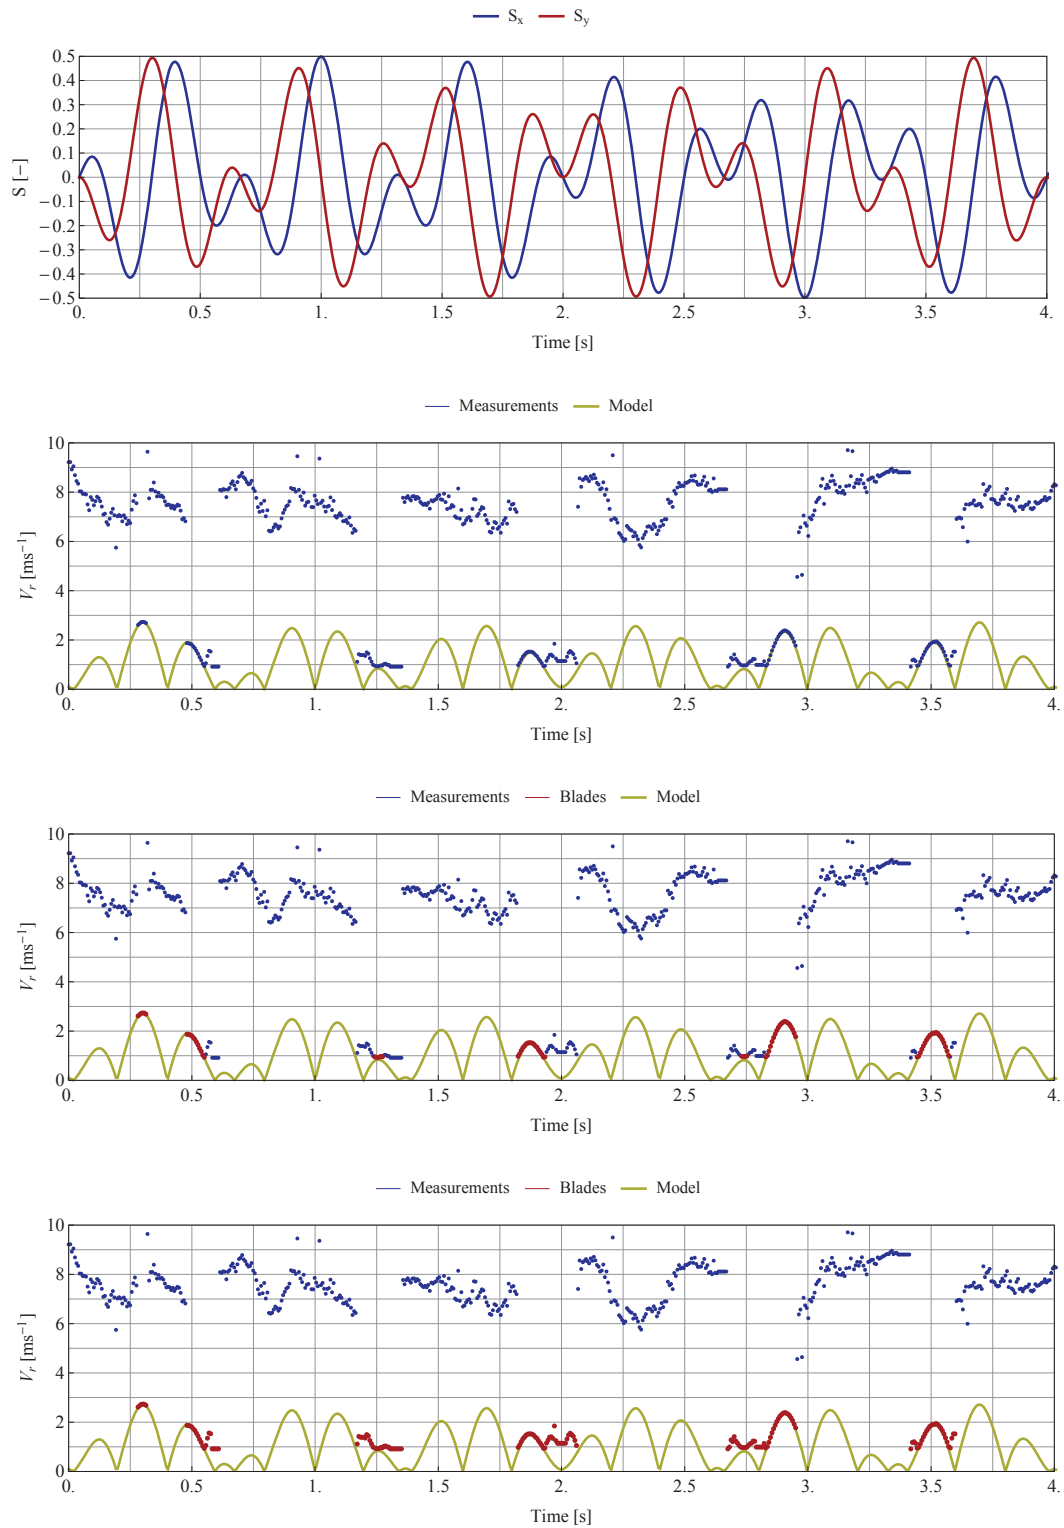 S_x S_y
0.5
0.4
0.3
0.2
0.1
0.
−0.1
−0.2
−0.3
−0.4
−0.5
S [−]
0. 0.5 1. 1.5 2. 2.5 3. 3.5 4.
Time [s]
Measurements Model
10
8
6
4
2
0
V_r [ms⁻¹]
0. 0.5 1. 1.5 2. 2.5 3. 3.5 4.
Time [s]
Measurements Blades Model
10
8
6
4
2
0
V_r [ms⁻¹]
0. 0.5 1. 1.5 2. 2.5 3. 3.5 4.
Time [s]
Measurements Blades Model
10
8
6
4
2
0
V_r [ms⁻¹]
0. 0.5 1. 1.5 2. 2.5 3. 3.5 4.
Time [s]